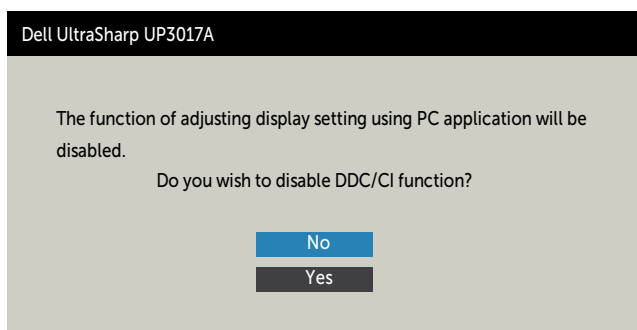 Dell UltraSharp UP3017A
The function of adjusting display setting using PC application will be
disabled.
Do you wish to disable DDC/CI function?
No
Yes